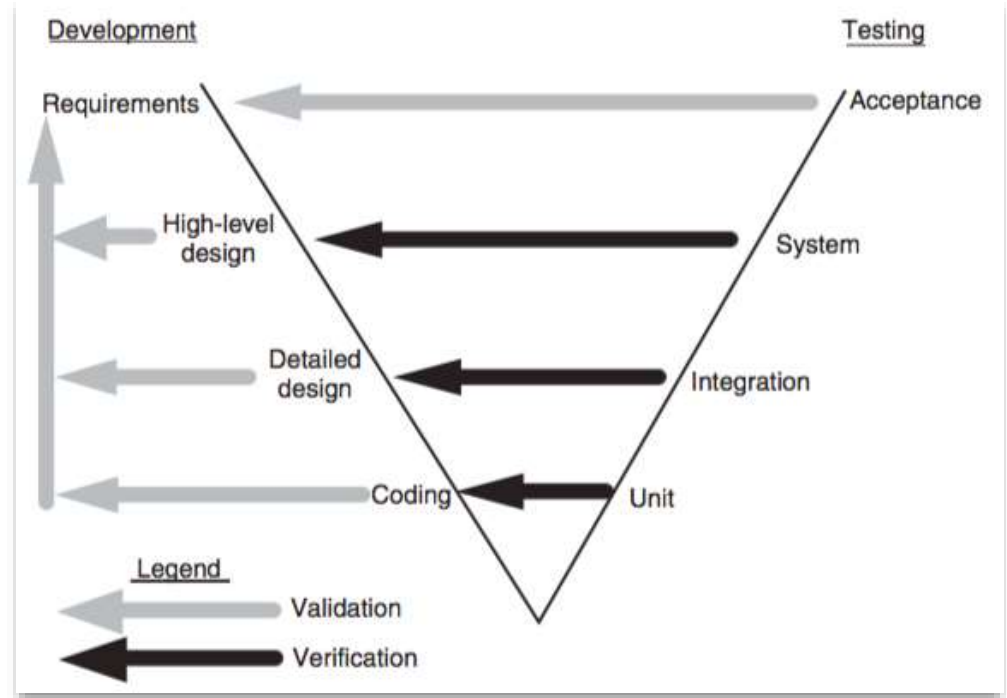 Development
Testing
Requirements
Acceptance
High-level
design
System
Detailed
design
Integration
Coding
Unit
Legend
Validation
Verification